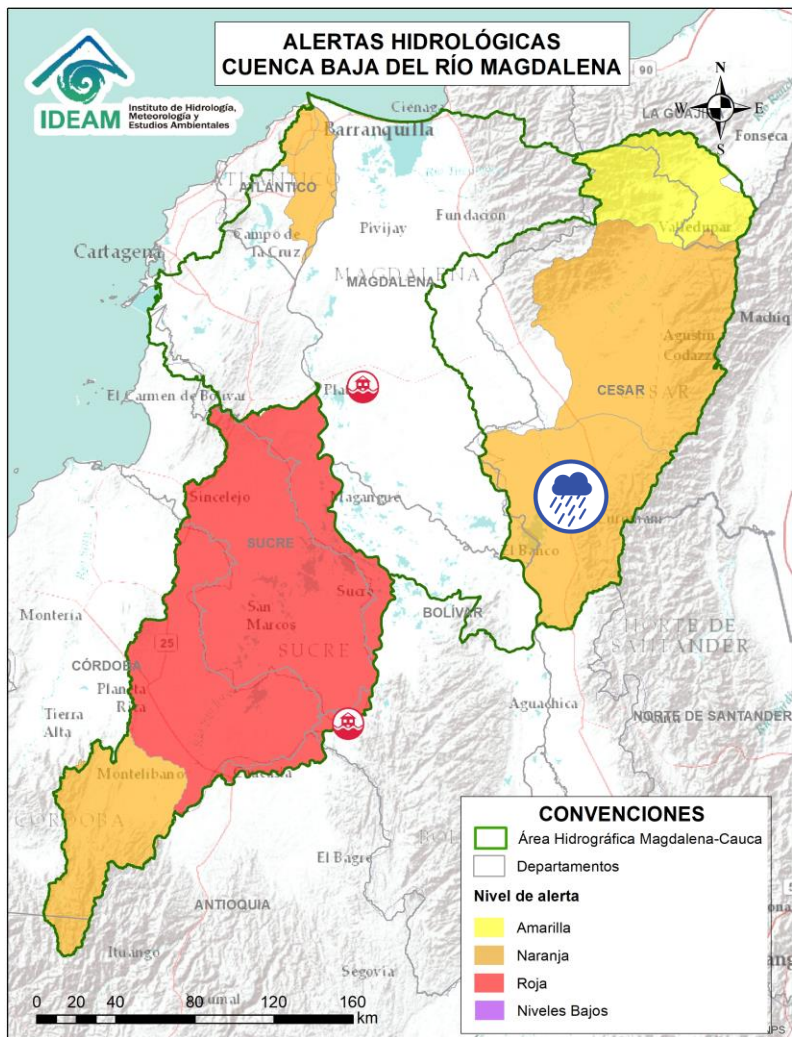 ALERTAS HIDROLÓGICAS
CUENCA BAJA DEL RÍO MAGDALENA
IDEAM
Instituto de Hidrología,
Meteorología y
Estudios Ambientales
N
W
E
S
90
LA GUAJIRA
Fonseca
Ciénaga
Barranquilla
ATLÁNTICO
ATLANTICO
Valledupar
Fundación
Pivijay
Campo de
la Cruz
Cartagena
MAGDALENA
MAGDALENA
Machiq
Agustín
Codazzi
CESAR
El Carmen de Bolívar
Plato
Sincelejo
Magangué
El Banco
SUCRE
Sucre
BOLÍVAR
Montería
San
Marcos
SUCRE
NORTE DE
SANTANDER
25
CÓRDOBA
Planeta
Rica
Tierra
Alta
Aguachica
NORTE DE SANTANDER
Montelíbano
El Bagre
ANTIOQUIA
Ituango
Segovia
CONVENCIONES
Área Hidrográfica Magdalena-Cauca
Departamentos
Nivel de alerta
Amarilla
Naranja
Roja
Niveles Bajos
0 20 40 80 120 160
km